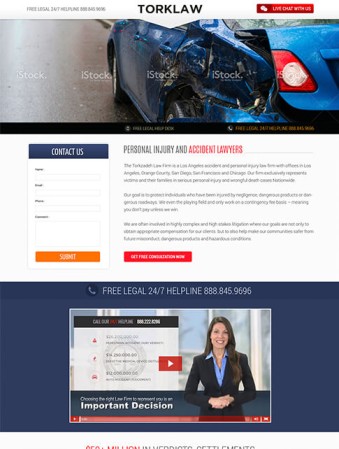 FREE LEGAL 24/7 HELPLINE 888.845.9696
TORKLAW
LIVE CHAT WITH US
iStock. iStock. iStock.
FREE LEGAL HELP NOW
FREE LEGAL 24/7 HELPLINE 888.845.9696
CONTACT US
Name:
Email:
Phone:
Comments:
SUBMIT
PERSONAL INJURY AND ACCIDENT LAWYERS
The Torkzadeh Law Firm is a Los Angeles accident and personal injury law firm with offices in Los
Angeles, Orange County, San Diego, San Francisco and Chicago. Our firm exclusively represents
victims and their families in serious personal injury and wrongful death cases Nationwide.
Our goal is to protect individuals who have been injured by negligence, dangerous products or dan-
gerous roadways. We even the playing field and only work on a contingency fee basis – meaning
you don't pay unless we win.
We are often involved in highly complex and high stakes litigation where our goals are not only to
obtain appropriate compensation for our clients, but to also help make our communities safer from
future misconduct, dangerous products and hazardous conditions.
GET FREE CONSULTATION NOW
FREE LEGAL 24/7 HELPLINE 888.845.9696
CALL OUR 24/7 HELPLINE 888.222.8286
Choosing the right Law Firm to represent you is an
Important Decision
MILLION IN VERDICTS, SETTLEMENTS